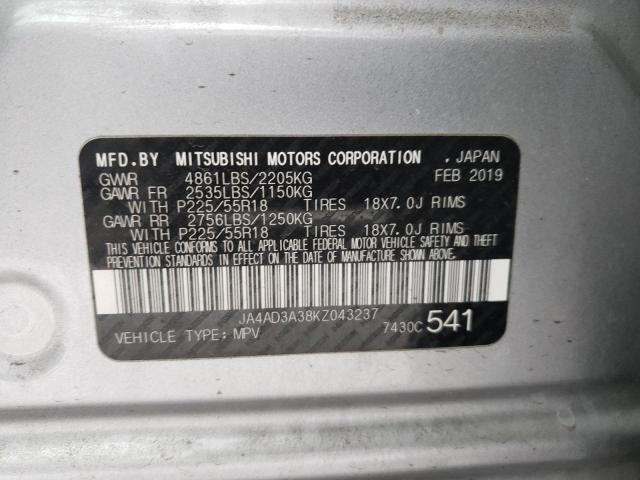 MFD.BY MITSUBISHI MOTORS CORPORATION , JAPAN
GVWR 4861LBS/2205KG FEB 2019
GAWR FR 2535LBS/1150KG
WITH P225/55R18 TIRES 18X7.0J RIMS
GAWR RR 2756LBS/1250KG
WITH P225/55R18 TIRES 18X7.0J RIMS
THIS VEHICLE CONFORMS TO ALL APPLICABLE FEDERAL MOTOR VEHICLE SAFETY AND THEFT
PREVENTION STANDARDS IN EFFECT ON THE DATE OF MANUFACTURE SHOWN ABOVE.
JA4AD3A38KZ043237
VEHICLE TYPE:MPV 7430C 541